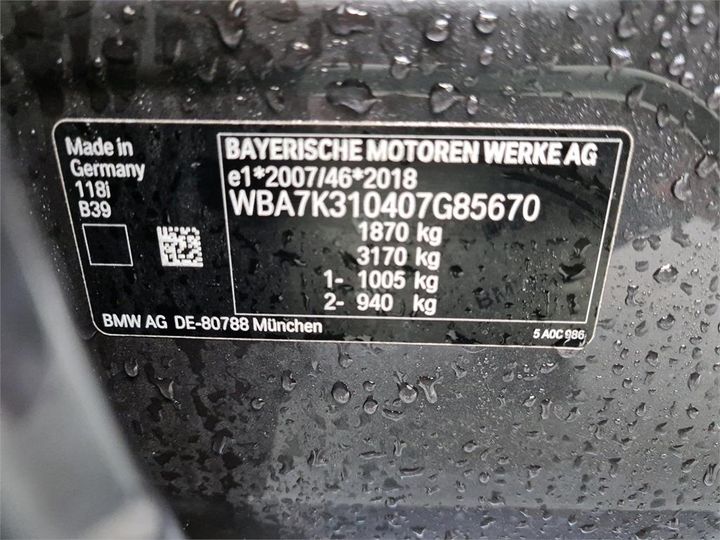 Made in
Germany
118i
B39
BAYERISCHE MOTOREN WERKE AG
e1*2007/46*2018
WBA7K310407G85670
1870 kg
3170 kg
1- 1005 kg
2- 940 kg
BMW AG DE-80788 München
5 A0C 986